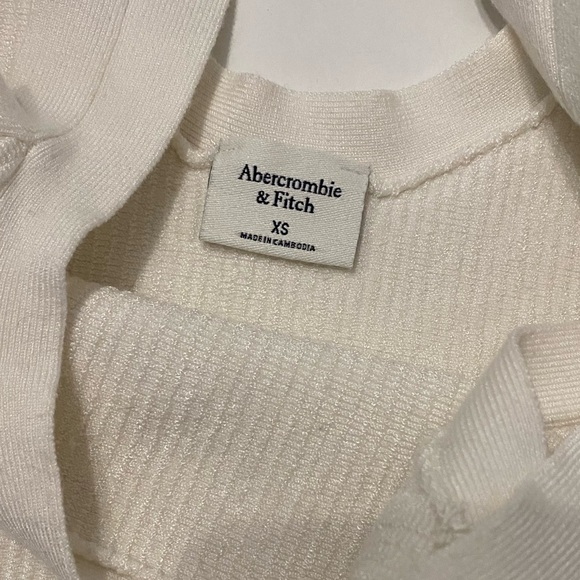 Abercrombie
& Fitch
XS
MADE IN CAMBODIA